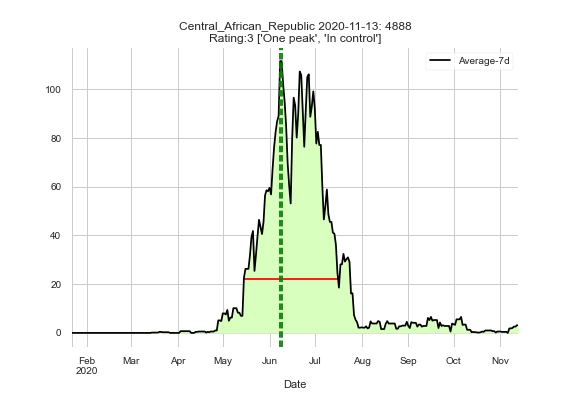 Central_African_Republic 2020-11-13: 4888
Rating:3 ['One peak', 'In control']
Average-7d
100
80
60
40
20
0
Feb Mar Apr May Jun Jul Aug Sep Oct Nov
2020
Date